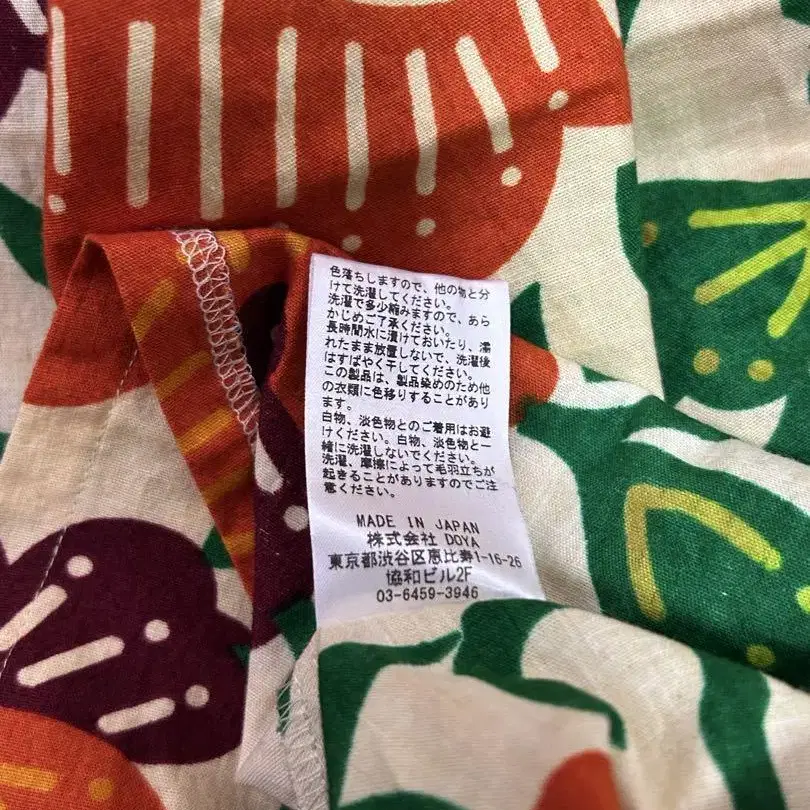 色落ちしますので、他の物と分
けて洗濯してください。
洗濯で多少縮みますので、あら
かじめご了承ください。
長時間水に漬けておいたり、濡
れたまま放置しないで、洗濯後
はすばやく干してください。
この製品は、製品染めのため他
の衣類に色移りすることがあり
ます。
白物、淡色物とのご着用はお避
けください。白物、淡色物と一
緒に洗濯しないでください。
洗濯、摩擦によって毛羽立ちが
起きることがありますのでご注
意ください。
MADE IN JAPAN
株式会社 DOYA
東京都渋谷区恵比寿1-16-26
協和ビル2F
03-6459-3946